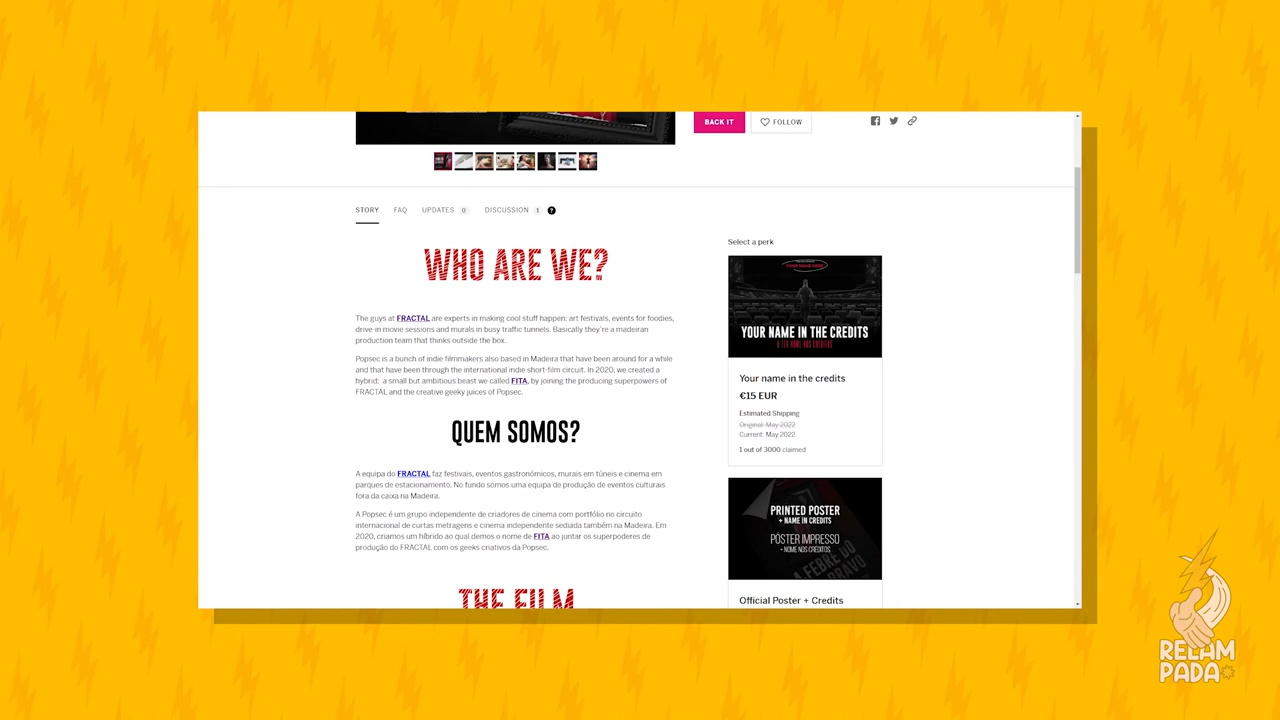 BACK IT
FOLLOW
STORY
FAQ
UPDATES 0
DISCUSSION 1 ?
WHO ARE WE?
The guys at FRACTAL are experts in making cool stuff happen: art festivals, events for foodies,
drive-in movie sessions and murals in busy traffic tunnels. Basically they're a madeiran
production team that thinks outside the box.
Popsec is a bunch of indie filmmakers also based in Madeira that have been around for a while
and that have been through the international indie short-film circuit. In 2020, we created a
hybrid: a small but ambitious beast we called FITA, by joining the producing superpowers of
FRACTAL and the creative geeky juices of Popsec.
QUEM SOMOS?
A equipa do FRACTAL faz festivais, eventos gastronómicos, murais em túneis e cinema em
parques de estacionamento. No fundo somos uma equipa de produção de eventos culturais
fora da caixa na Madeira.
A Popsec é um grupo independente de criadores de cinema com portfólio no circuito
internacional de curtas metragens e cinema independente sediada também na Madeira. Em
2020, criamos um híbrido ao qual demos o nome de FITA ao juntar os superpoderes de
produção do FRACTAL com os geeks criativos da Popsec.
THE FILM
Select a perk
YOUR NAME HERE
YOUR NAME IN THE CREDITS
O TEU NOME NOS CRÉDITOS
Your name in the credits
€15 EUR
Estimated Shipping
Original: May 2022
Current: May 2022
1 out of 3000 claimed
PRINTED POSTER
+ NAME IN CREDITS
PÓSTER IMPRESSO
+ NOME NOS CRÉDITOS
A FEBRE DO
BRAVO
Official Poster + Credits
RELAM
PADA